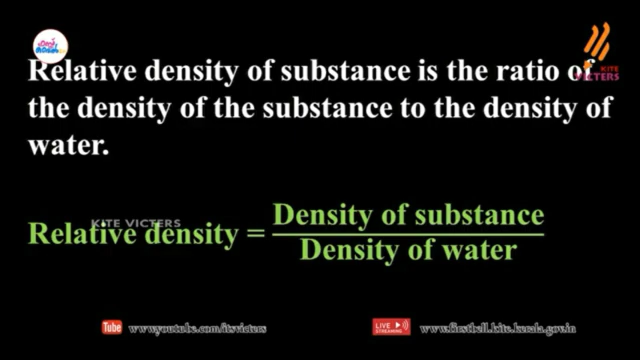 KITE
VICTERS
Relative density of substance is the ratio of
the density of the substance to the density of
water.
KITE VICTERS
Relative density = Density of substance
Density of water
You Tube www.youtube.com/itsvicters
LIVE STREAMING www.firstbell.kite.kerala.gov.in